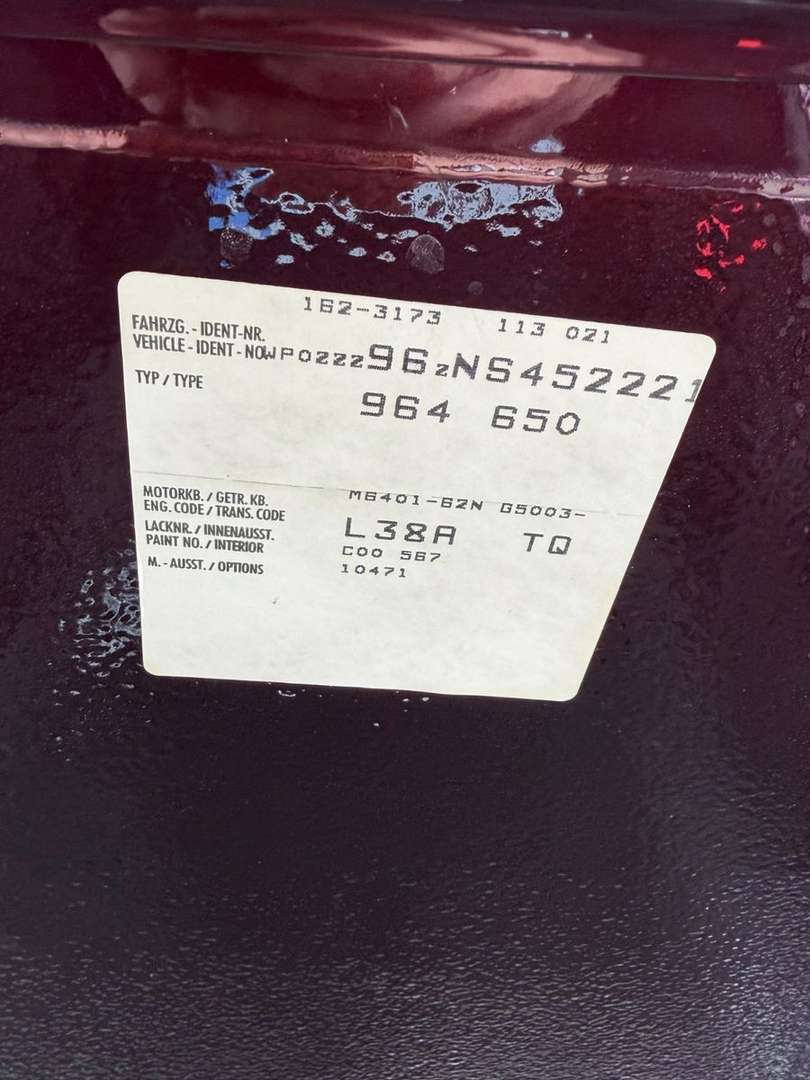 162-3173 113 021
FAHRZG. - IDENT-NR.
VEHICLE - IDENT - NO WP0ZZZ96ZNS452221
TYP / TYPE 964 650
MOTORKB. / GETR. KB. M6401-62N G5003-
ENG. CODE / TRANS. CODE
LACKNR. / INNENAUSST. L38A TQ
PAINT NO. / INTERIOR C00 567
M. - AUSST. / OPTIONS 10471